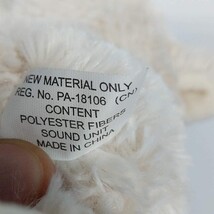 NEW MATERIAL ONLY
REG. No. PA-18106 (CN)
CONTENT
POLYESTER FIBERS
SOUND UNIT
MADE IN CHINA